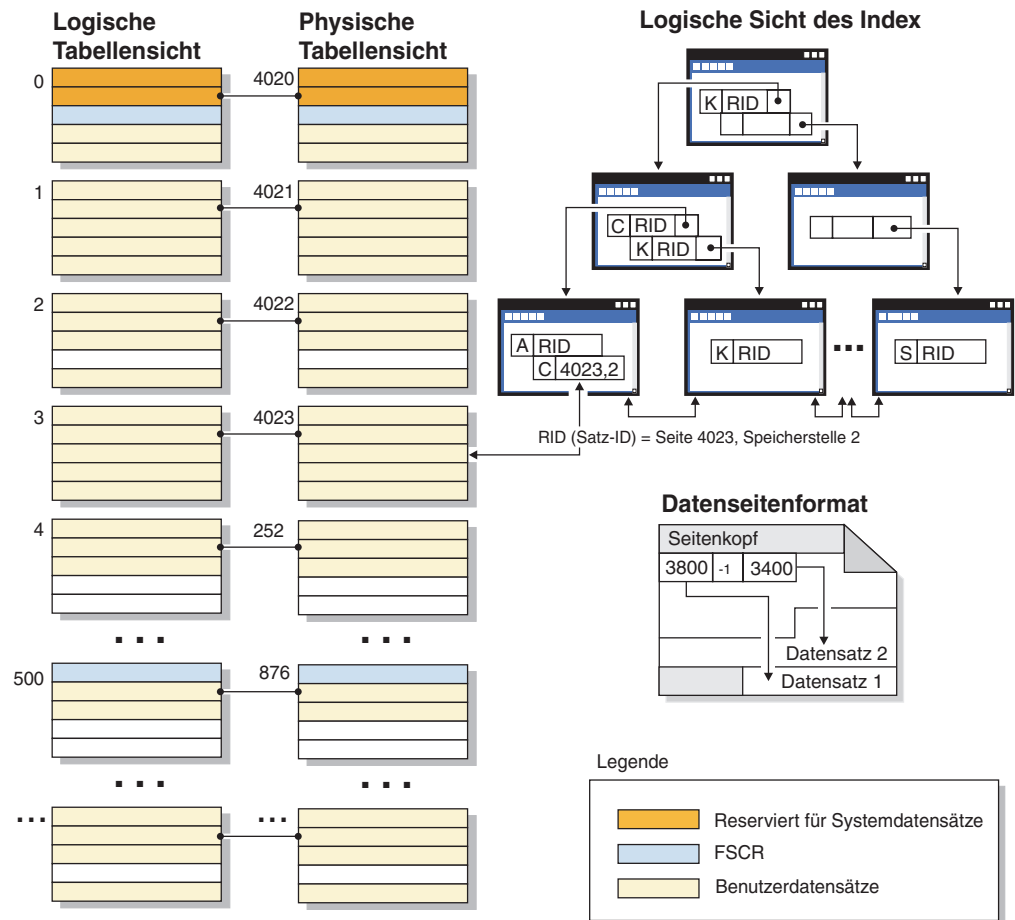 Logische
Tabellensicht
Physische
Tabellensicht
0
4020
1
4021
2
4022
3
4023
4
252
. . .
. . .
500
876
. . .
. . .
...
...
Logische Sicht des Index
K RID
C RID
K RID
A RID
C 4023,2
K RID
...
S RID
RID (Satz-ID) = Seite 4023, Speicherstelle 2
Datenseitenformat
Seitenkopf
3800 -1 3400
Datensatz 2
Datensatz 1
Legende
Reserviert für Systemdatensätze
FSCR
Benutzerdatensätze